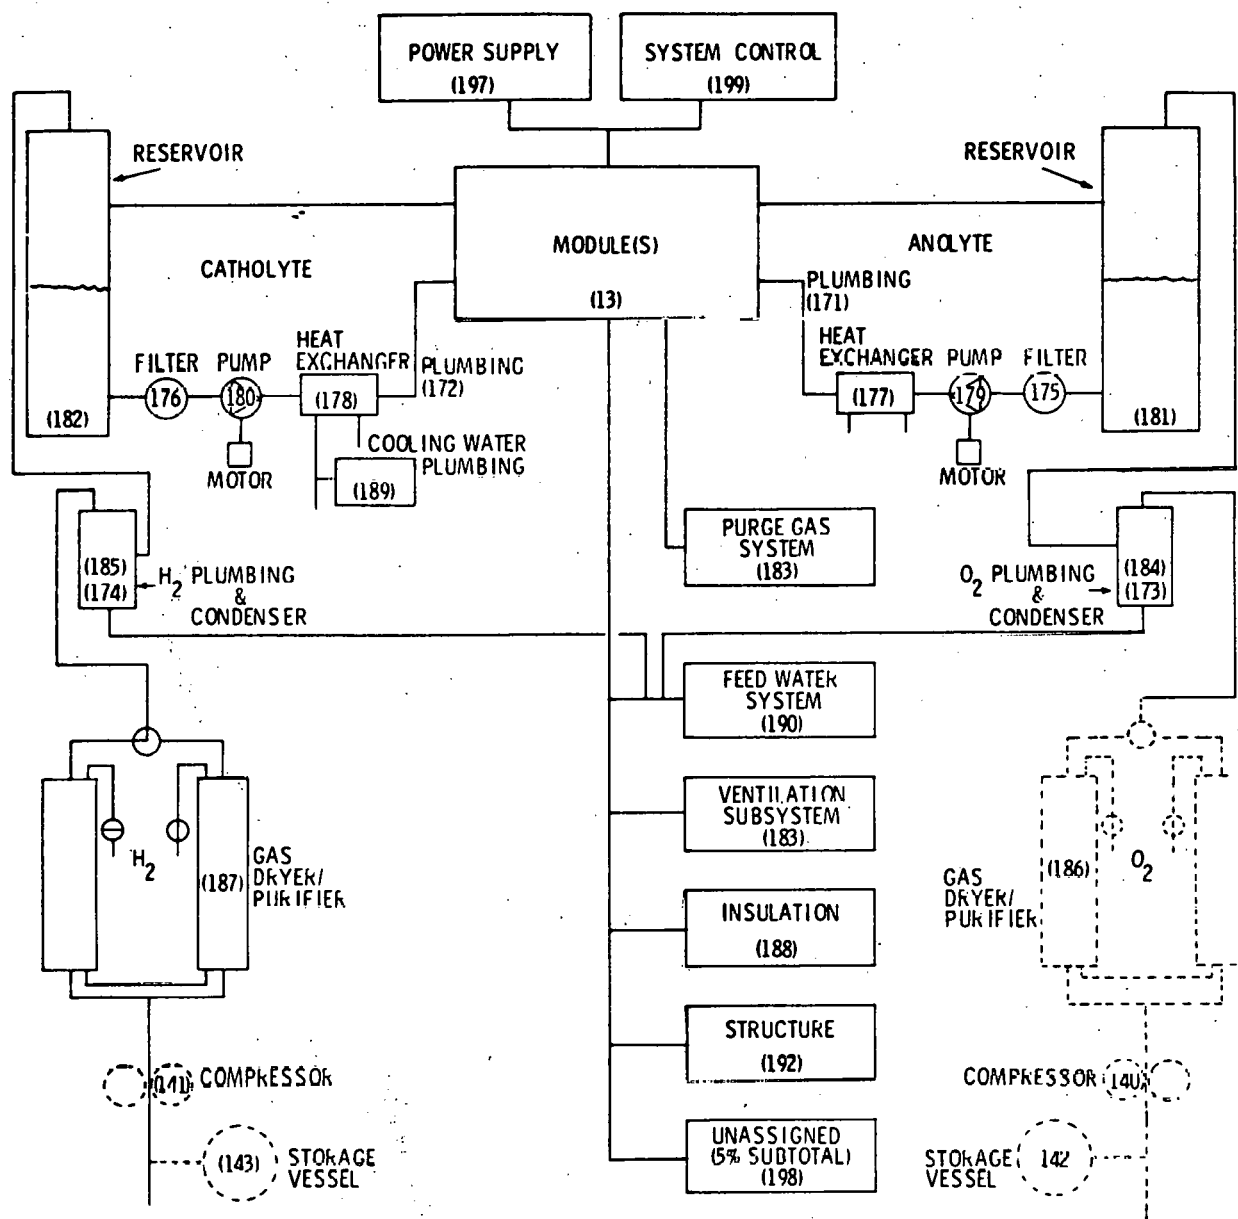 POWER SUPPLY
(197)
SYSTEM CONTROL
(199)
RESERVOIR
RESERVOIR
MODULE(S)
(13)
CATHOLYTE
ANOLYTE
PLUMBING
(171)
HEAT
EXCHANGER
FILTER
PUMP
PLUMBING
(172)
176
180
(178)
(182)
HEAT
EXCHANGER
PUMP
FILTER
(177)
179
175
(181)
MOTOR
COOLING WATER
PLUMBING
(189)
MOTOR
(185)
(174)
H2 PLUMBING
&
CONDENSER
PURGE GAS
SYSTEM
(183)
O2 PLUMBING
&
CONDENSER
(184)
(173)
FEED WATER
SYSTEM
(190)
VENTILATION
SUBSYSTEM
(183)
H2
(187)
GAS
DRYER/
PURIFIER
INSULATION
(188)
GAS
DRYER/
PURIFIER
(186)
O2
STRUCTURE
(192)
(141)
COMPRESSOR
COMPRESSOR
140
UNASSIGNED
(5% SUBTOTAL)
(198)
(143)
STORAGE
VESSEL
STORAGE
VESSEL
142